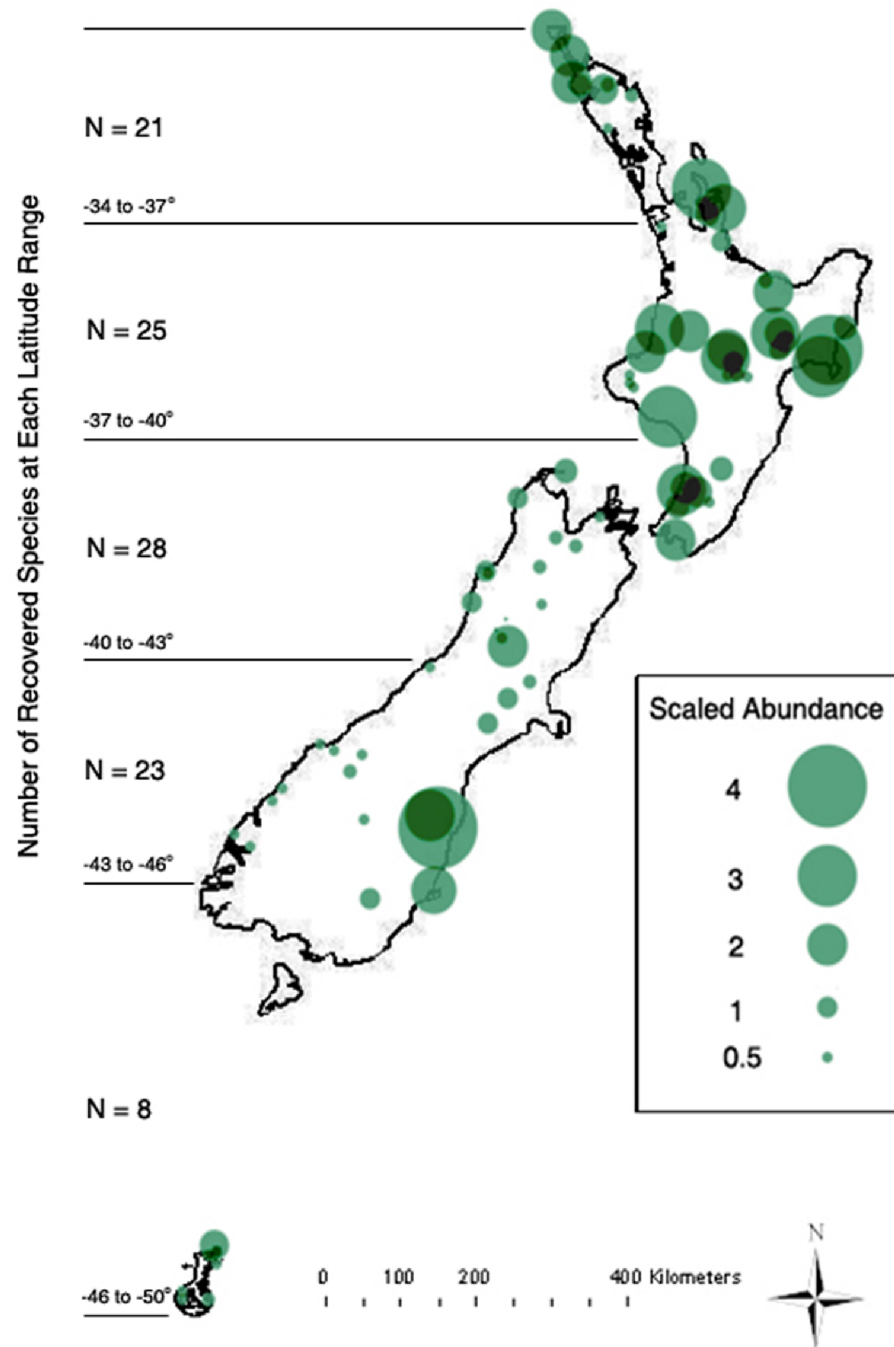 Number of Recovered Species at Each Latitude Range
N = 21
-34 to -37°
N = 25
-37 to -40°
N = 28
-40 to -43°
N = 23
-43 to -46°
N = 8
-46 to -50°
Scaled Abundance
4
3
2
1
0.5
0 100 200 400 Kilometers
N